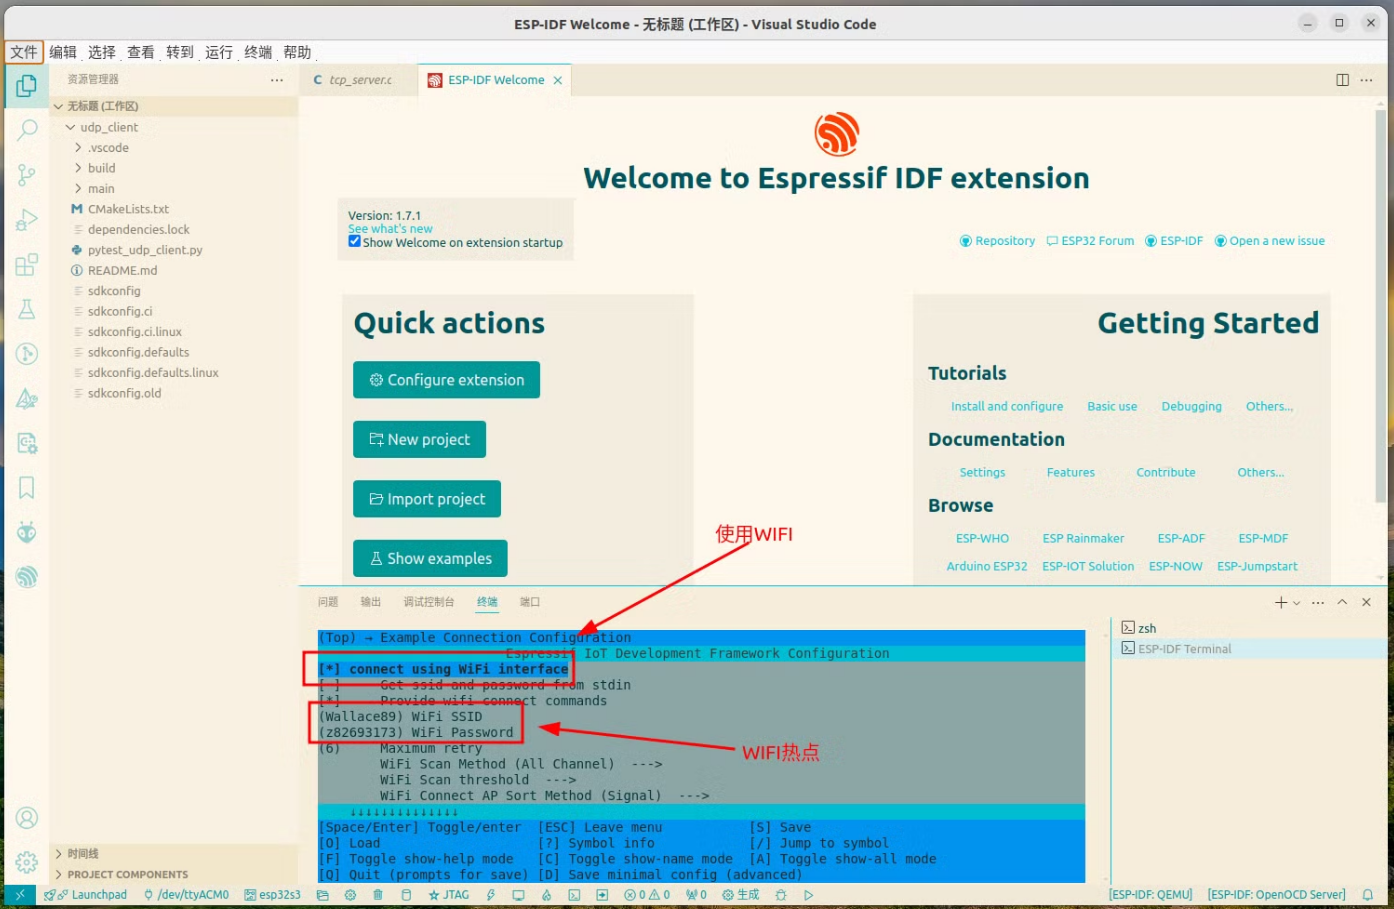 ESP-IDF Welcome - 无标题 (工作区) - Visual Studio Code
文件 编辑 选择 查看 转到 运行 终端 帮助
资源管理器
无标题 (工作区)
udp_client
.vscode
build
main
CMakeLists.txt
dependencies.lock
pytest_udp_client.py
README.md
sdkconfig
sdkconfig.ci
sdkconfig.ci.linux
sdkconfig.defaults
sdkconfig.defaults.linux
sdkconfig.old
时间线
PROJECT COMPONENTS
C tcp_server.c ESP-IDF Welcome
Welcome to Espressif IDF extension
Version: 1.7.1
See what's new
Show Welcome on extension startup
Repository ESP32 Forum ESP-IDF Open a new issue
Quick actions
Configure extension
New project
Import project
Show examples
Getting Started
Tutorials
Install and configure Basic use Debugging Others...
Documentation
Settings Features Contribute Others...
Browse
ESP-WHO ESP Rainmaker ESP-ADF ESP-MDF
Arduino ESP32 ESP-IOT Solution ESP-NOW ESP-Jumpstart
使用WIFI
问题 输出 调试控制台 终端 端口
(Top) → Example Connection Configuration
Espressif IoT Development Framework Configuration
[*] connect using WiFi interface
[ ] Get ssid and password from stdin
[*] Provide wifi connect commands
(Wallace89) WiFi SSID
(z82693173) WiFi Password
(6) Maximum retry
WiFi Scan Method (All Channel) --->
WiFi Scan threshold --->
WiFi Connect AP Sort Method (Signal) --->
↓↓↓↓↓↓↓↓↓↓↓↓↓↓
[Space/Enter] Toggle/enter [ESC] Leave menu [S] Save
[O] Load [?] Symbol info [/] Jump to symbol
[F] Toggle show-help mode [C] Toggle show-name mode [A] Toggle show-all mode
[Q] Quit (prompts for save) [D] Save minimal config (advanced)
WIFI热点
zsh
ESP-IDF Terminal
Launchpad /dev/ttyACM0 esp32s3 JTAG 0 0 0 生成 [ESP-IDF: QEMU] [ESP-IDF: OpenOCD Server]